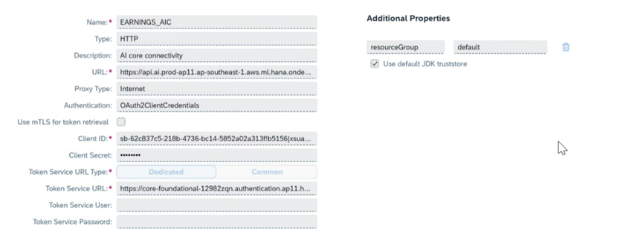 Name:* EARNINGS_AIC
Type: HTTP
Description: AI core connectivity
URL:* https://api.ai.prod-ap11.ap-southeast-1.aws.ml.hana.onde...
Proxy Type: Internet
Authentication: OAuth2ClientCredentials
Use mTLS for token retrieval
Client ID:* sb-62c837c5-218b-4736-bc14-5852a02a313f!b5156|xsua...
Client Secret: ••••••••
Token Service URL Type:* Dedicated Common
Token Service URL:* https://core-foundational-12982zqn.authentication.ap11.h...
Token Service User:
Token Service Password:
Additional Properties
resourceGroup default
Use default JDK truststore